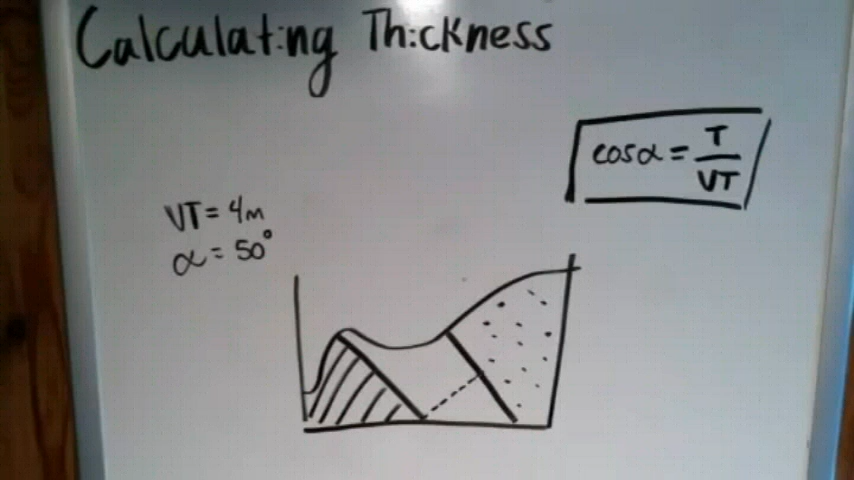 Calculating Thickness
cosα = T/VT
VT = 4m
α = 50°